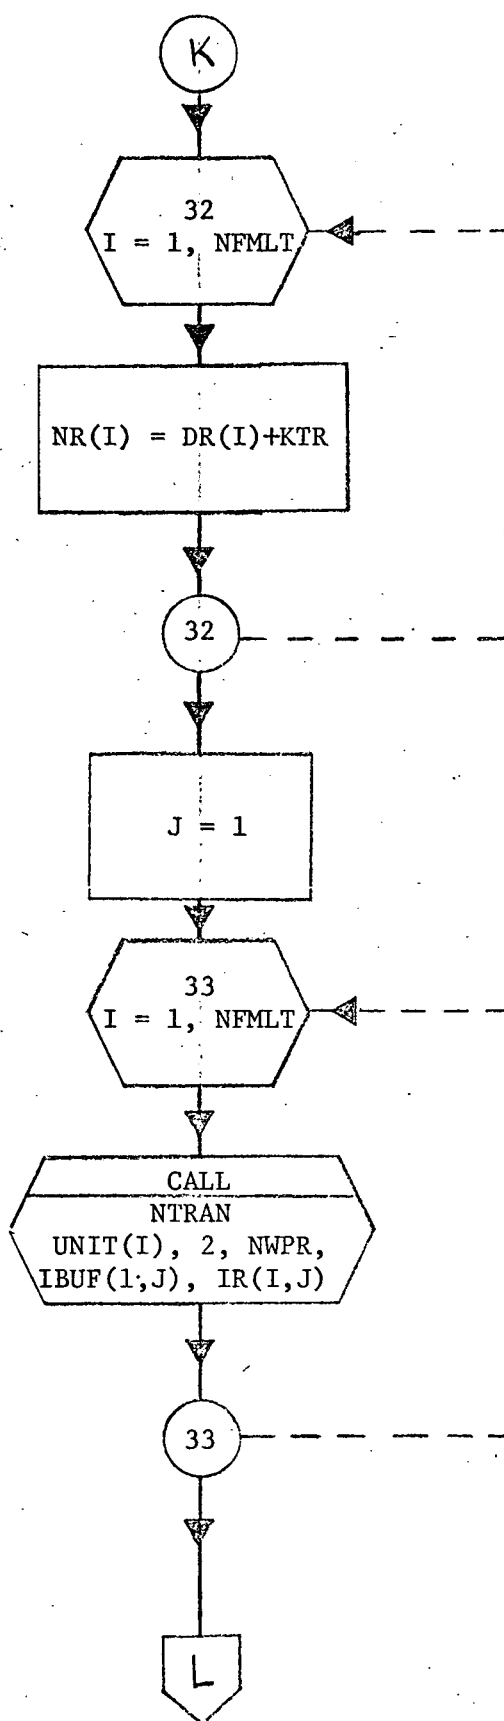 K
32
I = 1, NFMLT
NR(I) = DR(I)+KTR
32
J = 1
33
I = 1, NFMLT
CALL
NTRAN
UNIT(I), 2, NWPR,
IBUF(1,J), IR(I,J)
33
L